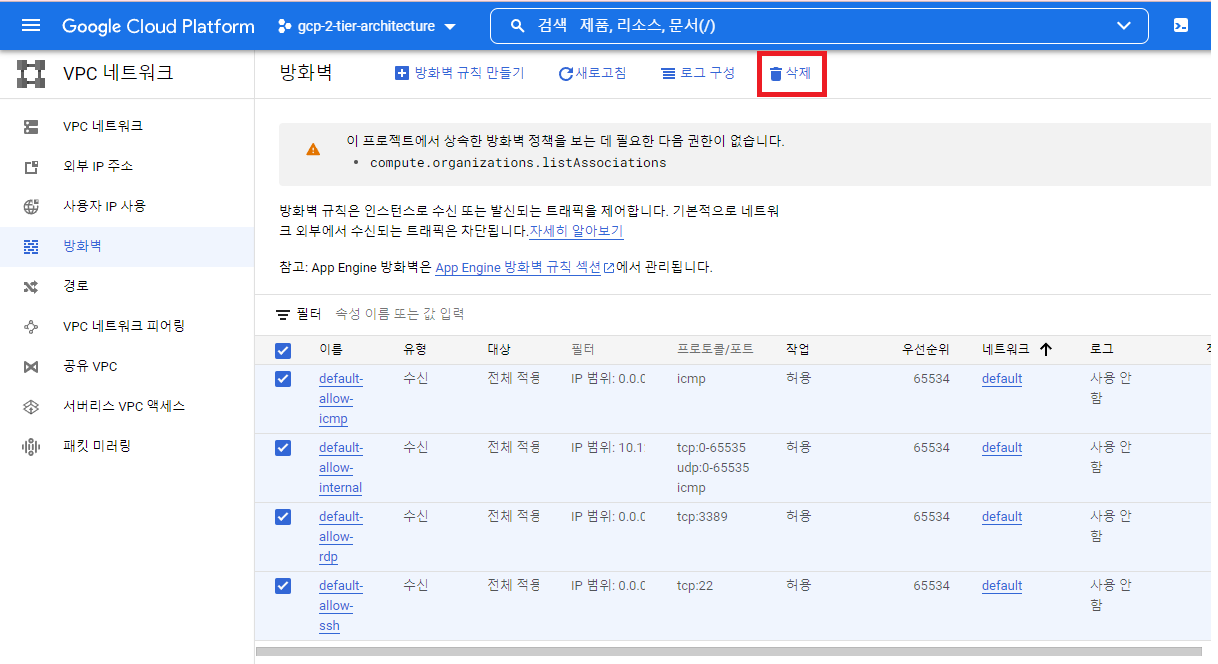 Google Cloud Platform gcp-2-tier-architecture 검색 제품, 리소스, 문서(/)
VPC 네트워크
방화벽 방화벽 규칙 만들기 새로고침 로그 구성 삭제
VPC 네트워크
외부 IP 주소
사용자 IP 사용
방화벽
경로
VPC 네트워크 피어링
공유 VPC
서버리스 VPC 액세스
패킷 미러링
이 프로젝트에서 상속한 방화벽 정책을 보는 데 필요한 다음 권한이 없습니다.
• compute.organizations.listAssociations
방화벽 규칙은 인스턴스로 수신 또는 발신되는 트래픽을 제어합니다. 기본적으로 네트워
크 외부에서 수신되는 트래픽은 차단됩니다.자세히 알아보기
참고: App Engine 방화벽은 App Engine 방화벽 규칙 섹션에서 관리됩니다.
필터 속성 이름 또는 값 입력
이름 유형 대상 필터 프로토콜/포트 작업 우선순위 네트워크 로그
default- 수신 전체 적용 IP 범위: 0.0.0 icmp 허용 65534 default 사용 안
allow- 함
icmp
default- 수신 전체 적용 IP 범위: 10.1 tcp:0-65535 허용 65534 default 사용 안
allow- udp:0-65535 함
internal icmp
default- 수신 전체 적용 IP 범위: 0.0.0 tcp:3389 허용 65534 default 사용 안
allow- 함
rdp
default- 수신 전체 적용 IP 범위: 0.0.0 tcp:22 허용 65534 default 사용 안
allow- 함
ssh